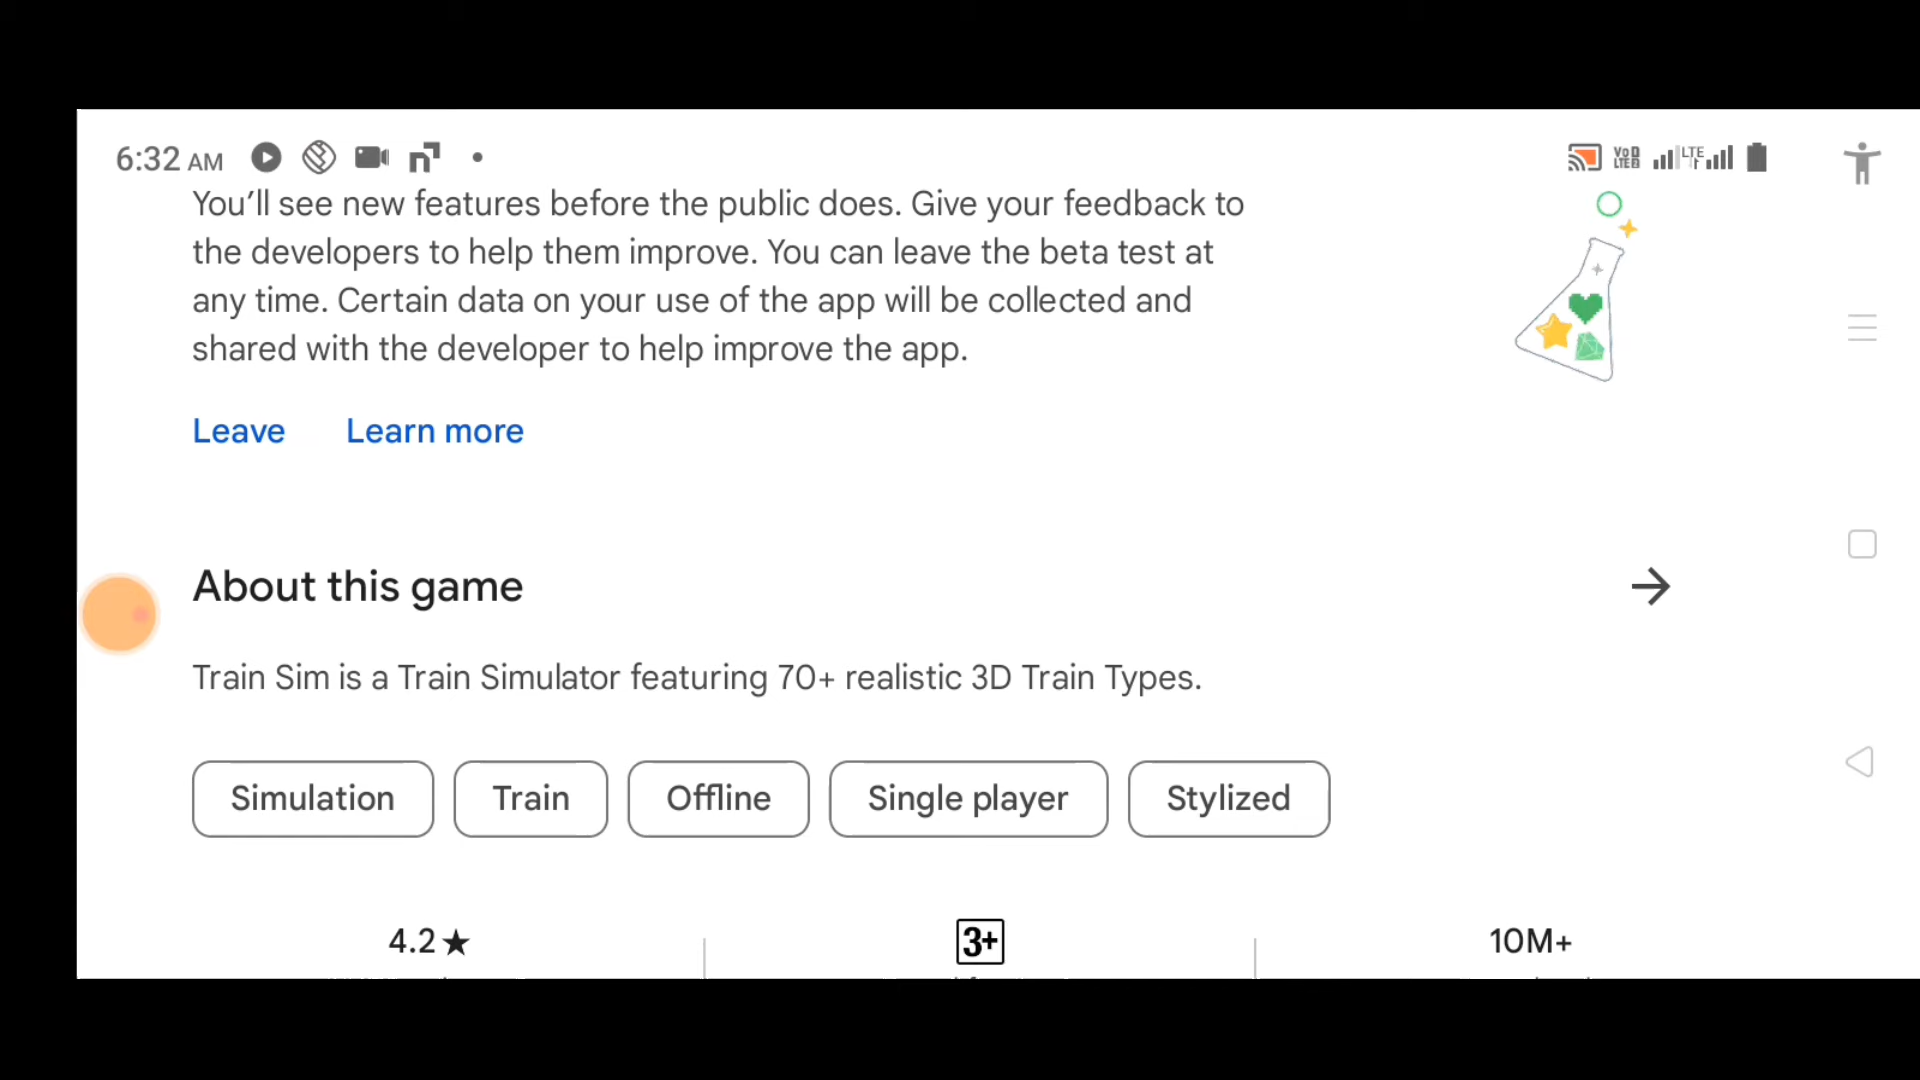 6:32 AM
VoD
LTE2
LTE
You'll see new features before the public does. Give your feedback to
the developers to help them improve. You can leave the beta test at
any time. Certain data on your use of the app will be collected and
shared with the developer to help improve the app.
Leave Learn more
About this game
Train Sim is a Train Simulator featuring 70+ realistic 3D Train Types.
Simulation Train Offline Single player Stylized
4.2★ 3+ 10M+